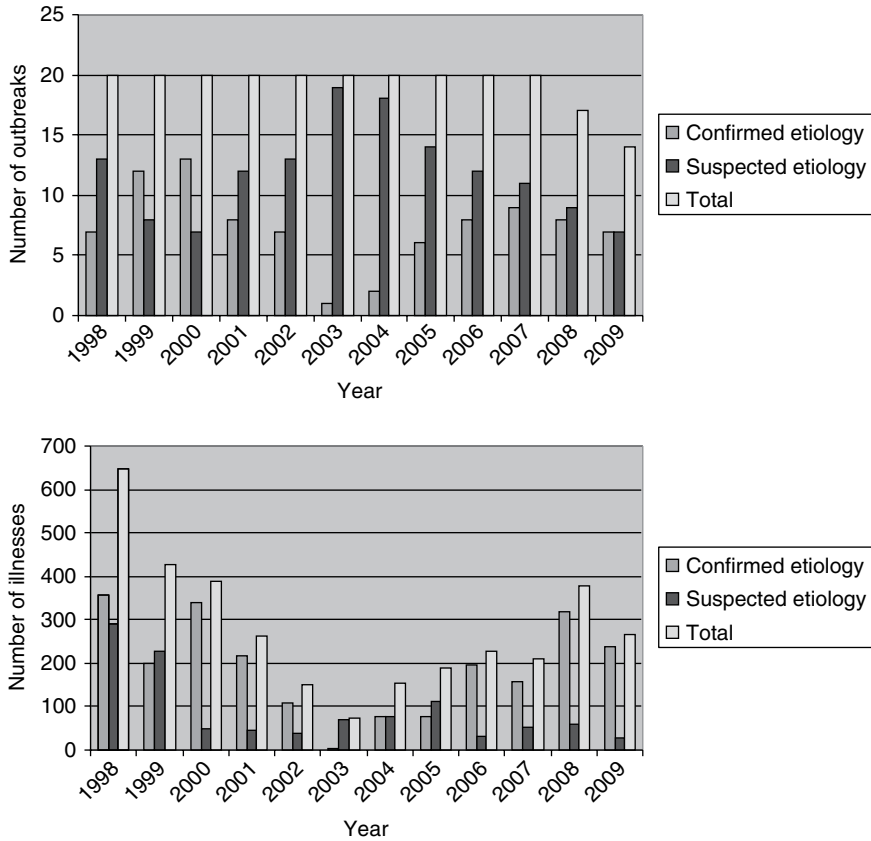 25
20
15
10
5
0
Number of outbreaks
1998 1999 2000 2001 2002 2003 2004 2005 2006 2007 2008 2009
Year
Confirmed etiology
Suspected etiology
Total
700
600
500
400
300
200
100
0
Number of illnesses
1998 1999 2000 2001 2002 2003 2004 2005 2006 2007 2008 2009
Year
Confirmed etiology
Suspected etiology
Total